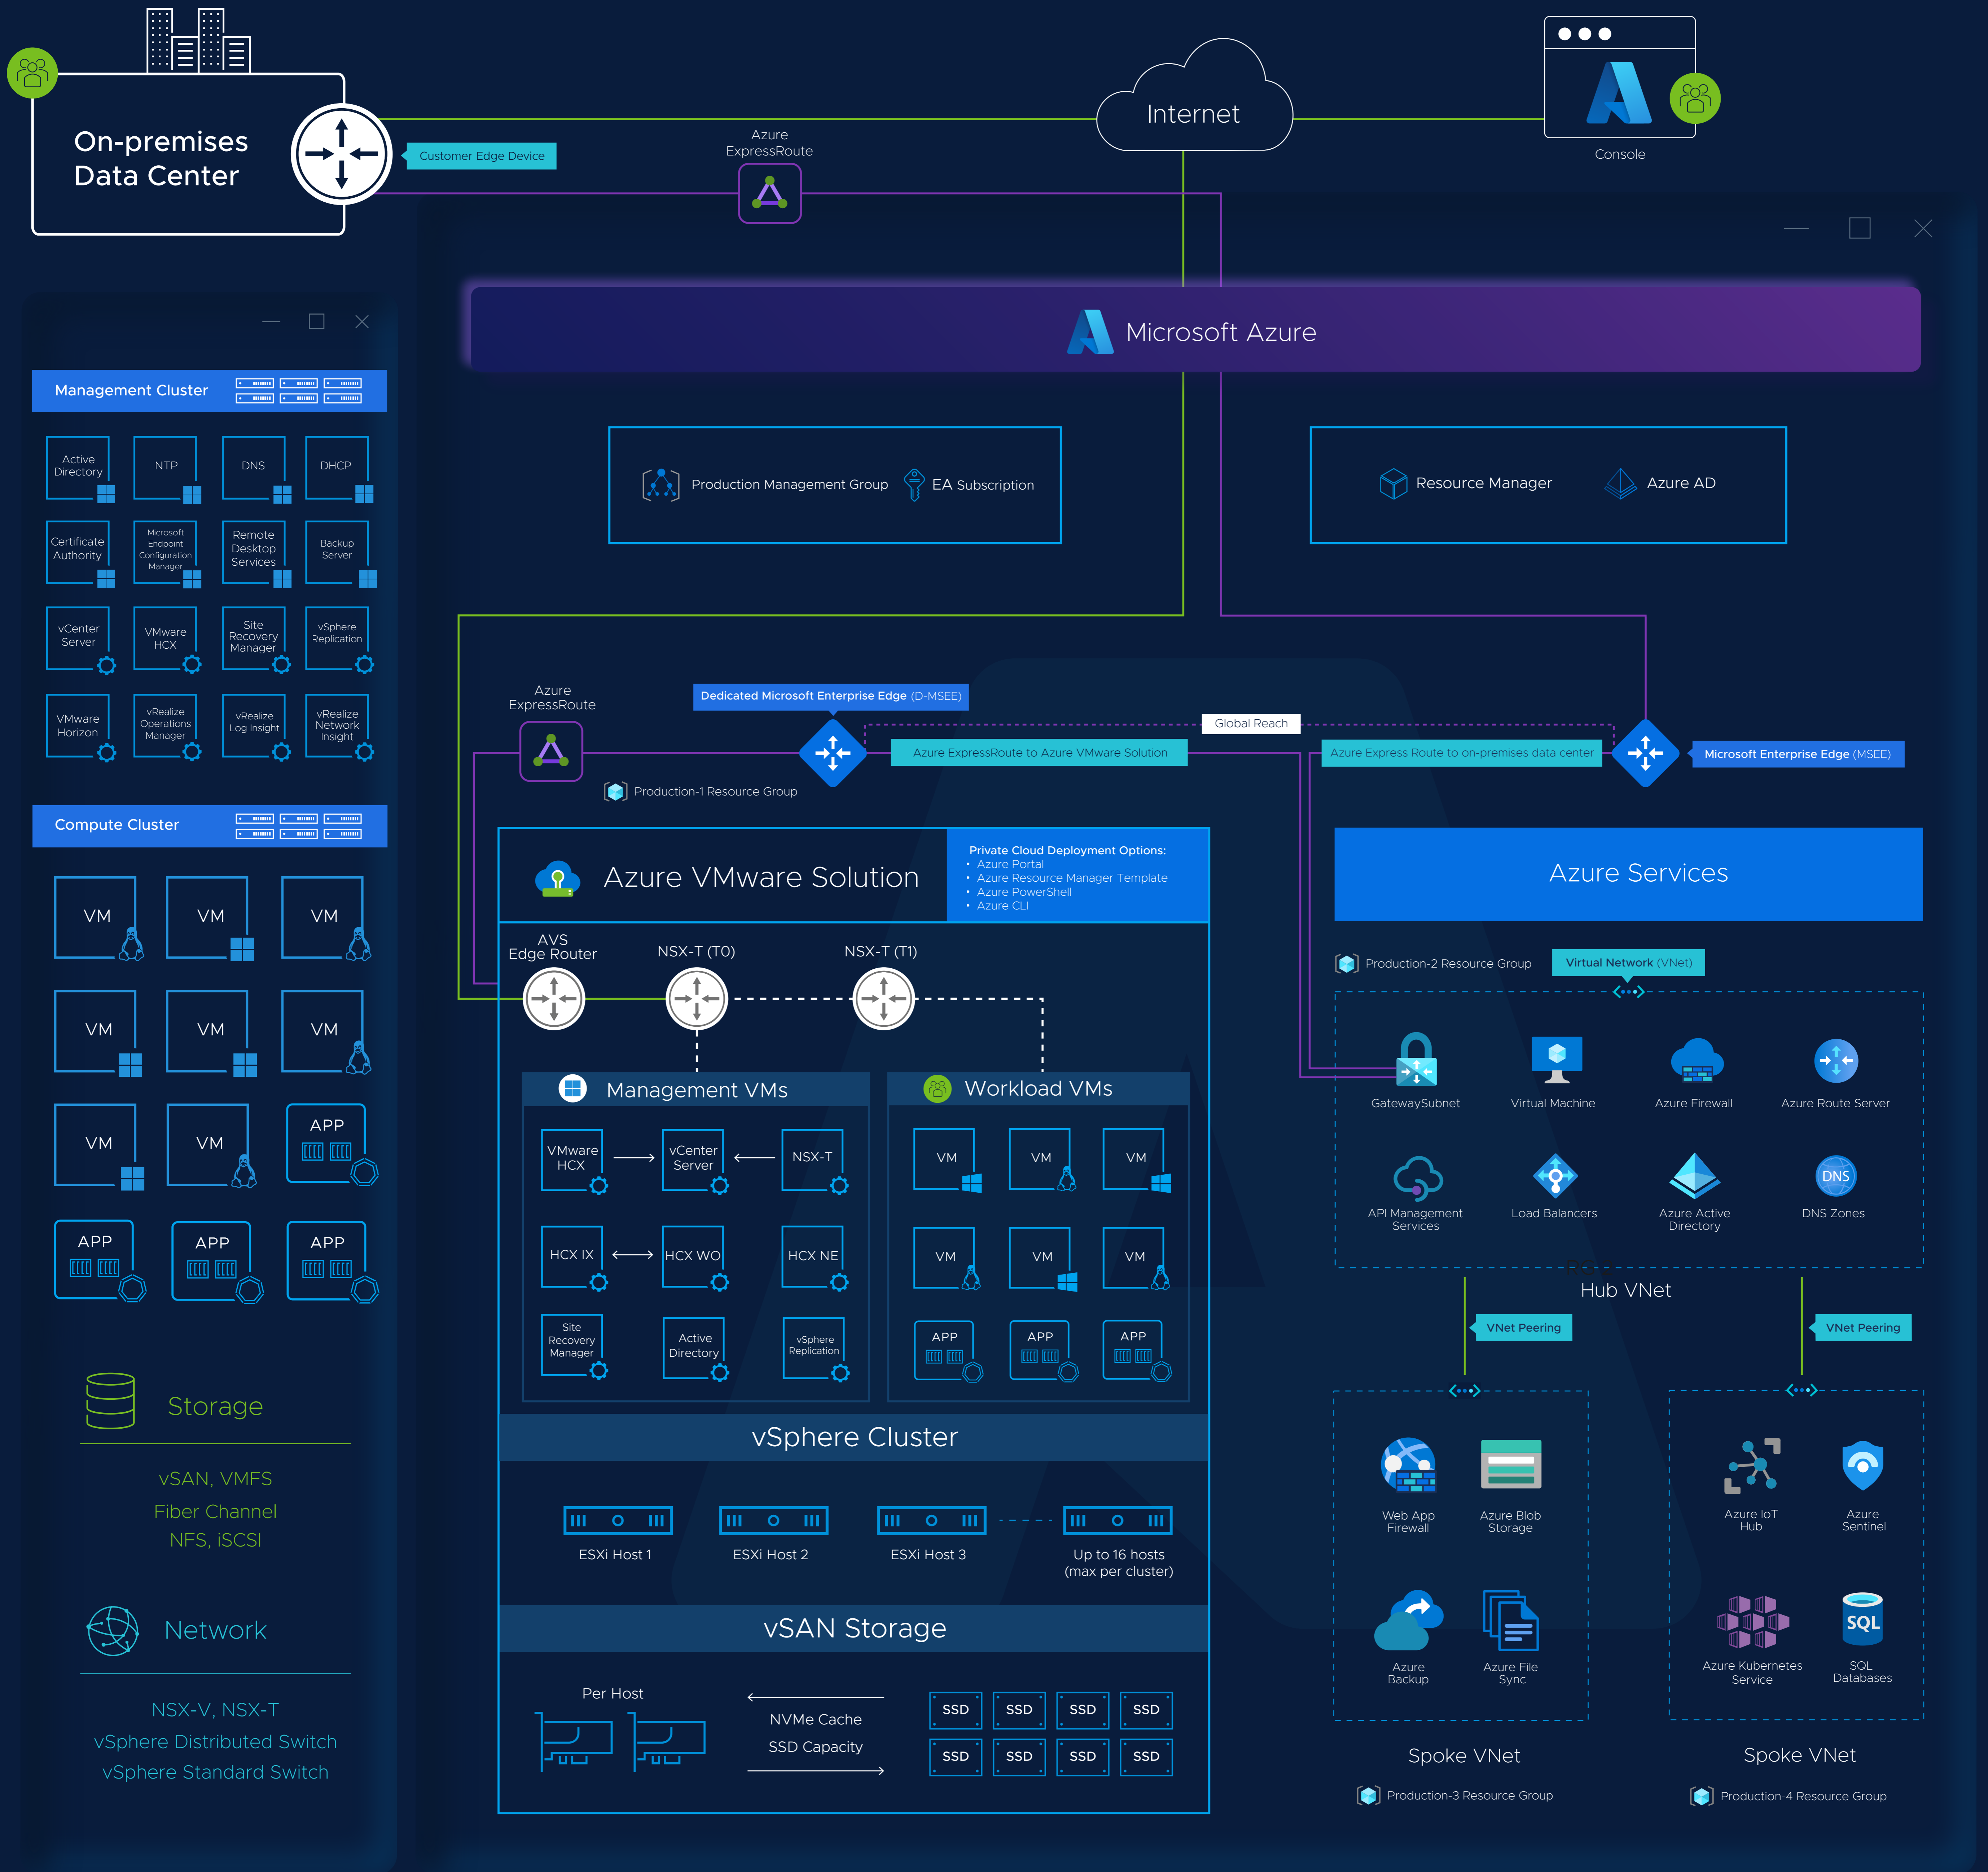 On-premises
Data Center
Customer Edge Device
Azure
ExpressRoute
Internet
Console
Microsoft Azure
Production Management Group
EA Subscription
Resource Manager
Azure AD
Management Cluster
Active
Directory
NTP
DNS
DHCP
Certificate
Authority
Microsoft
Endpoint
Configuration
Manager
Remote
Desktop
Services
Backup
Server
vCenter
Server
VMware
HCX
Site
Recovery
Manager
vSphere
Replication
VMware
Horizon
vRealize
Operations
Manager
vRealize
Log Insight
vRealize
Network
Insight
Compute Cluster
VM
VM
VM
VM
VM
VM
VM
VM
APP
APP
APP
APP
Storage
vSAN, VMFS
Fiber Channel
NFS, iSCSI
Network
NSX-V, NSX-T
vSphere Distributed Switch
vSphere Standard Switch
Azure
ExpressRoute
Dedicated Microsoft Enterprise Edge (D-MSEE)
Global Reach
Azure ExpressRoute to Azure VMware Solution
Azure Express Route to on-premises data center
Microsoft Enterprise Edge (MSEE)
Production-1 Resource Group
Azure VMware Solution
Private Cloud Deployment Options:
• Azure Portal
• Azure Resource Manager Template
• Azure PowerShell
• Azure CLI
AVS
Edge Router
NSX-T (T0)
NSX-T (T1)
Management VMs
VMware
HCX
vCenter
Server
NSX-T
HCX IX
HCX WO
HCX NE
Site
Recovery
Manager
Active
Directory
vSphere
Replication
Workload VMs
VM
VM
VM
VM
VM
VM
APP
APP
APP
vSphere Cluster
ESXi Host 1
ESXi Host 2
ESXi Host 3
Up to 16 hosts
(max per cluster)
vSAN Storage
Per Host
NVMe Cache
SSD Capacity
SSD
SSD
SSD
SSD
SSD
SSD
SSD
SSD
Azure Services
Production-2 Resource Group
Virtual Network (VNet)
GatewaySubnet
Virtual Machine
Azure Firewall
Azure Route Server
API Management
Services
Load Balancers
Azure Active
Directory
DNS
DNS Zones
Hub VNet
VNet Peering
VNet Peering
Web App
Firewall
Azure Blob
Storage
Azure
Backup
Azure File
Sync
Spoke VNet
Production-3 Resource Group
Azure IoT
Hub
Azure
Sentinel
Azure Kubernetes
Service
SQL
SQL
Databases
Spoke VNet
Production-4 Resource Group